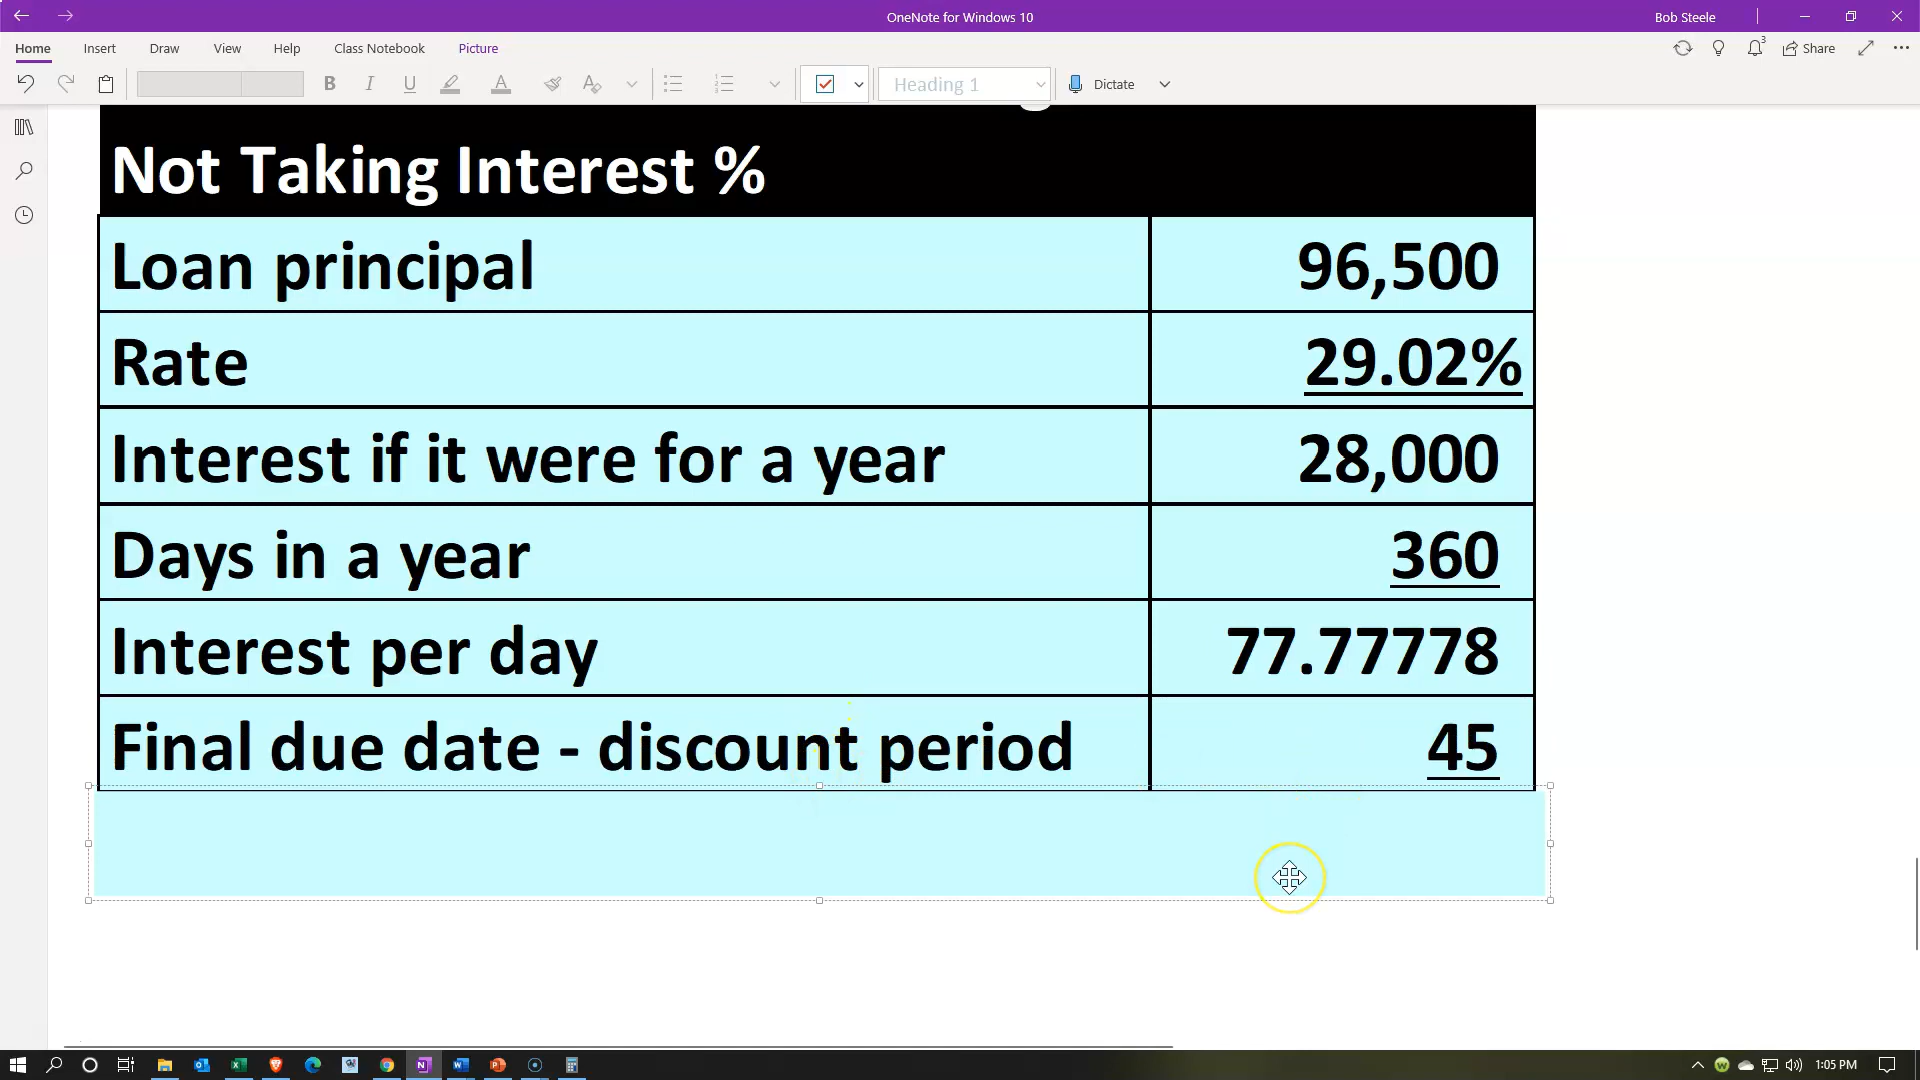 OneNote for Windows 10
Bob Steele
Home Insert Draw View Help Class Notebook Picture
3
Share
B I U A A
Heading 1
Dictate
Not Taking Interest %
Loan principal 96,500
Rate 29.02%
Interest if it were for a year 28,000
Days in a year 360
Interest per day 77.77778
Final due date - discount period 45
1:05 PM